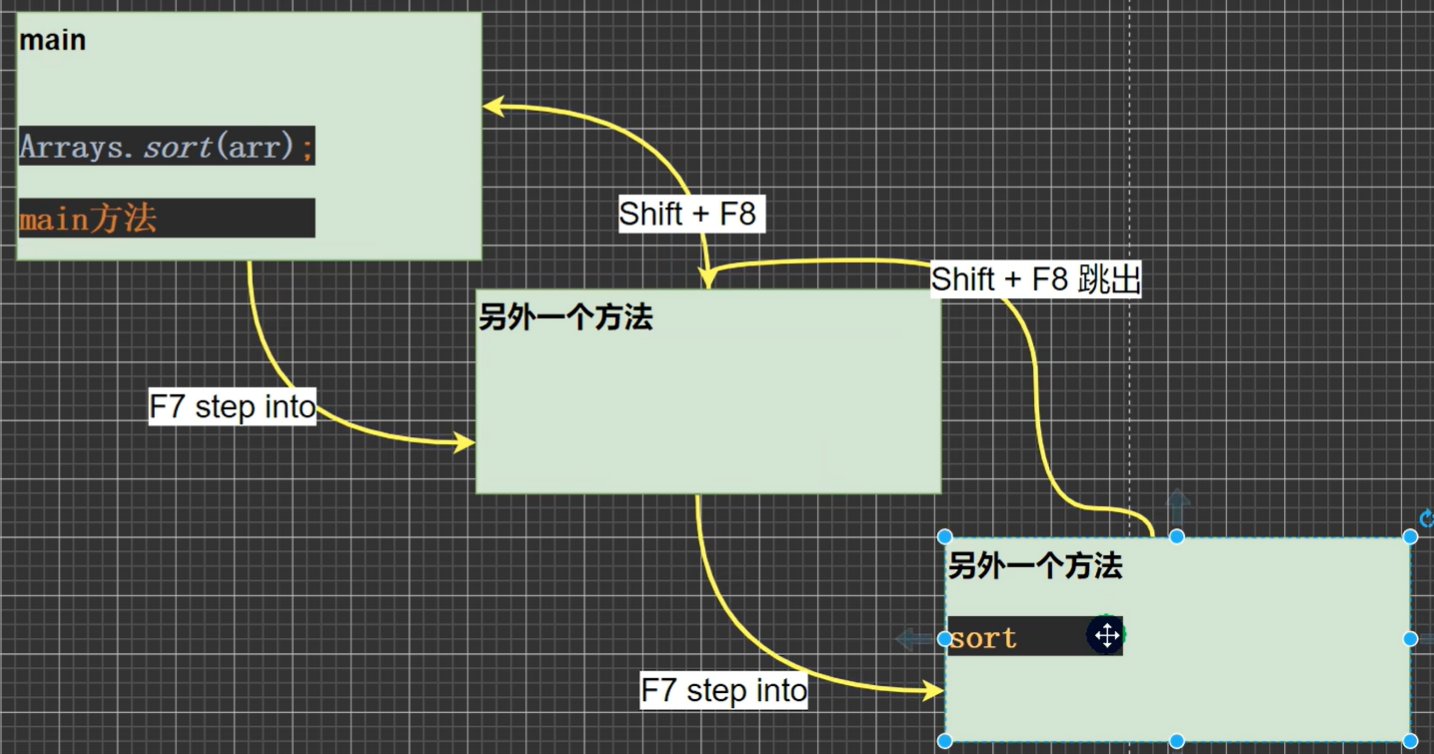 main
Arrays.sort(arr);
main方法
Shift + F8
Shift + F8 跳出
另外一个方法
F7 step into
另外一个方法
sort
F7 step into